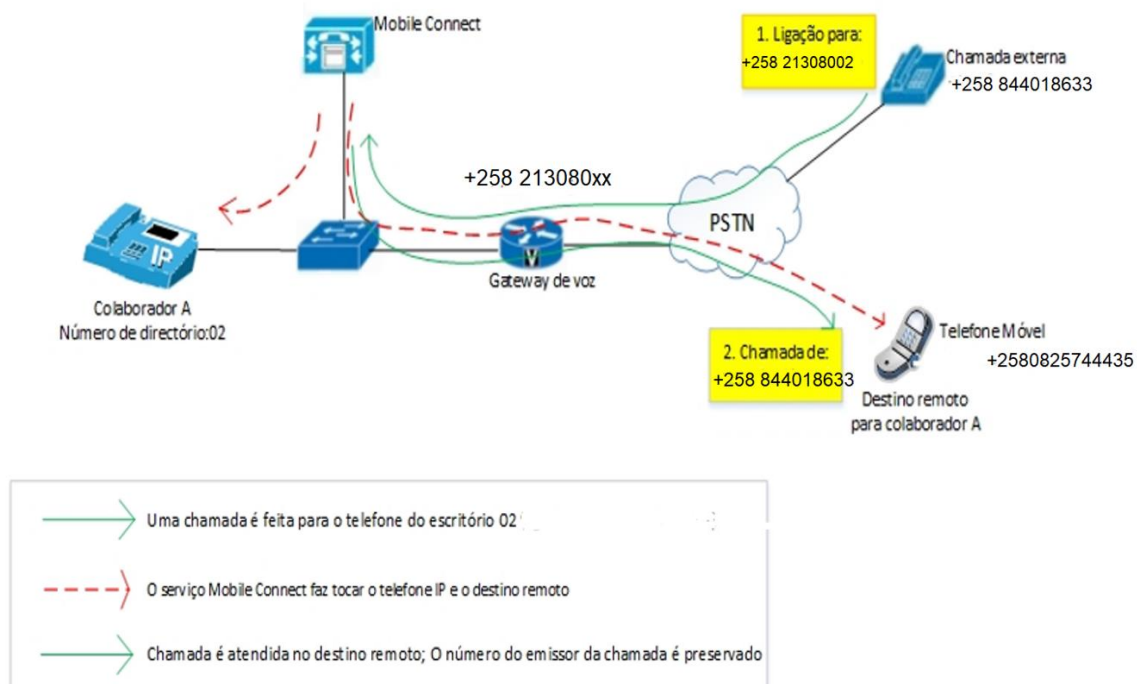 Mobile Connect
1. Ligação para:
+258 21308002
Chamada externa
+258 844018633
+258 213080xx
PSTN
IP
V
Gateway de voz
Colaborador A
Número de directório:02
2. Chamada de:
+258 844018633
Telefone Móvel
+2580825744435
Destino remoto
para colaborador A
Uma chamada é feita para o telefone do escritório 02
O serviço Mobile Connect faz tocar o telefone IP e o destino remoto
Chamada é atendida no destino remoto; O número do emissor da chamada é preservado